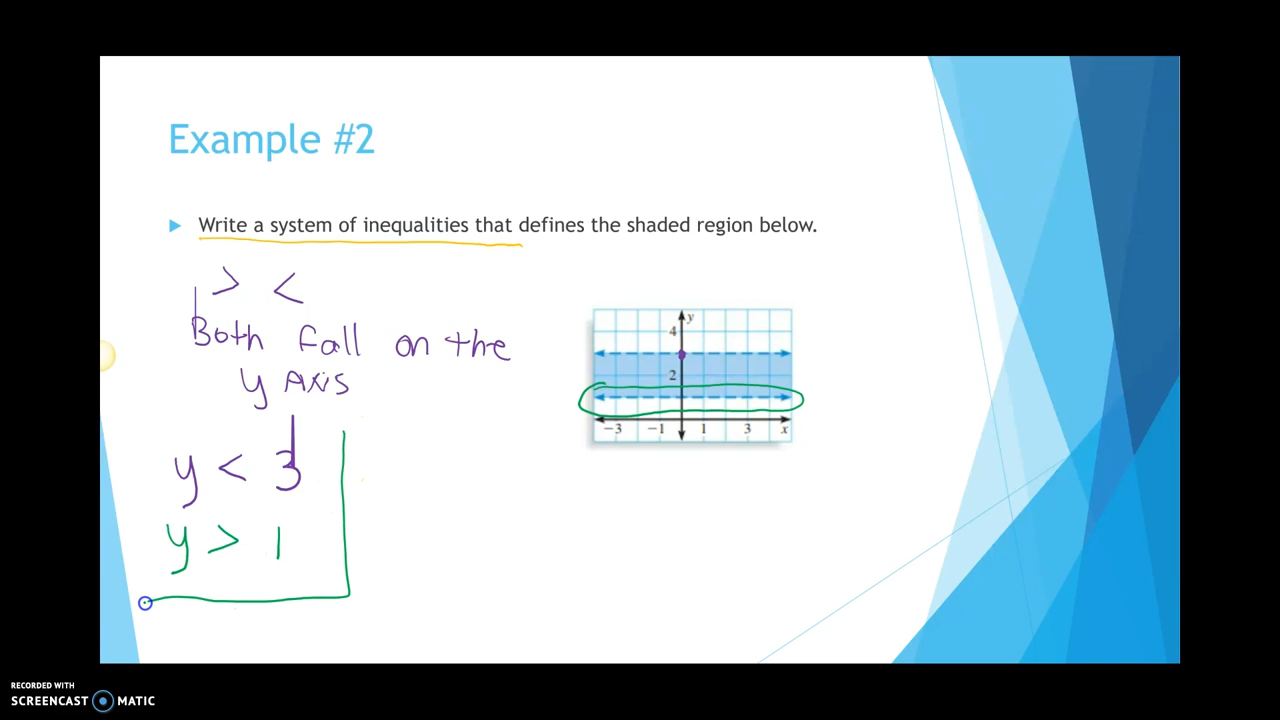 Example #2
Write a system of inequalities that defines the shaded region below.
> <
Both fall on the
y Axis
y < 3
y > 1
y
4
2
−3 −1 1 3 x
RECORDED WITH
SCREENCAST MATIC